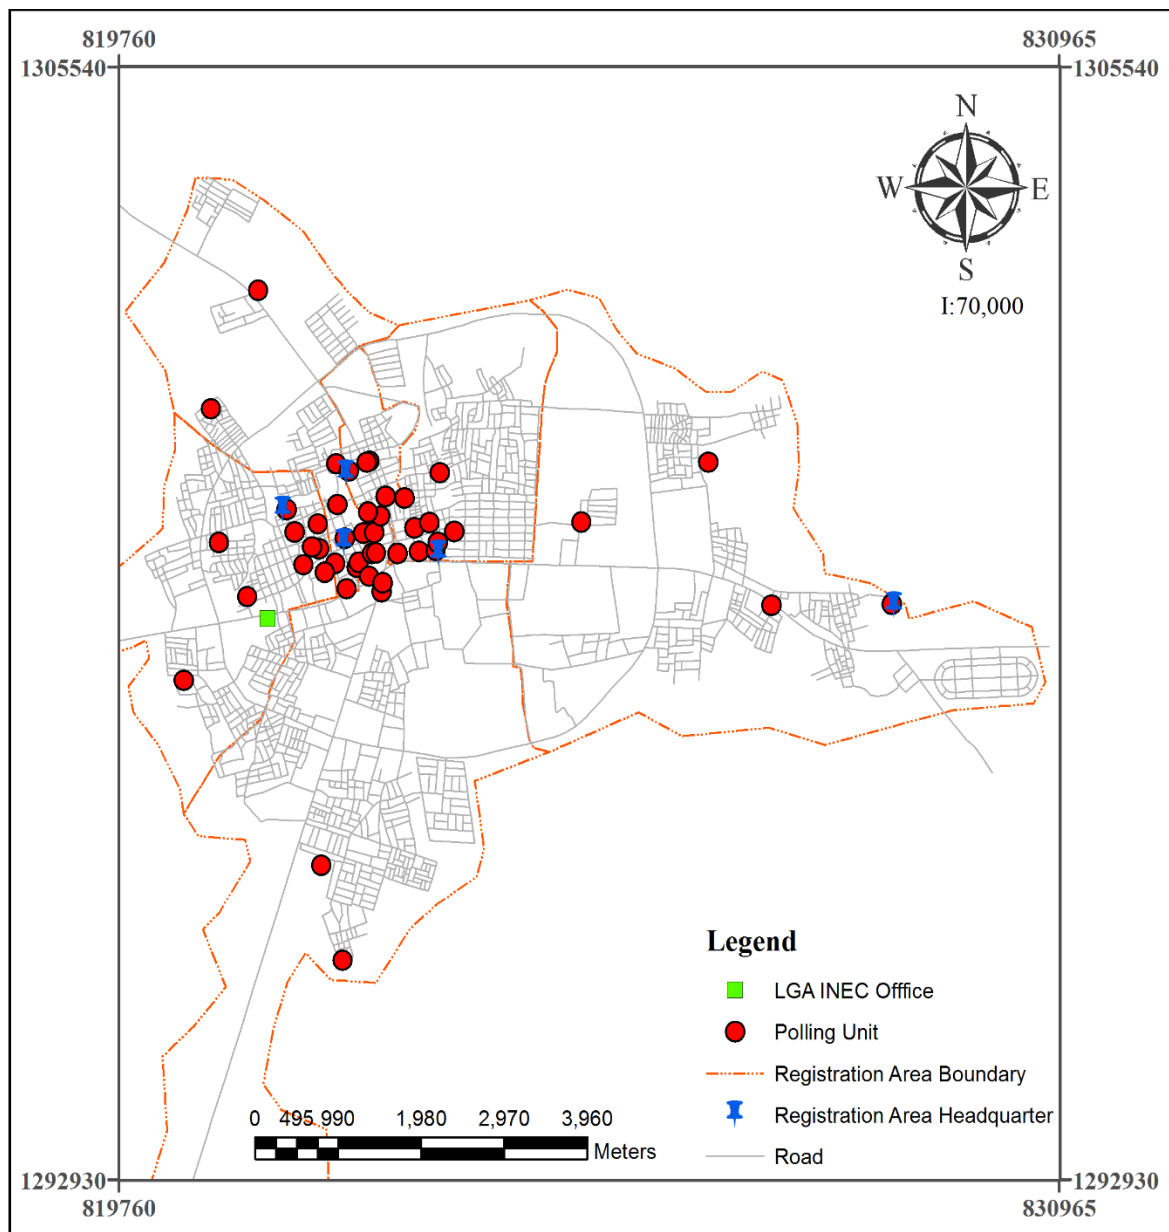 819760 830965
1305540 1305540
N
W E
S
I:70,000
Legend
LGA INEC Offfice
Polling Unit
Registration Area Boundary
Registration Area Headquarter
Road
0 495 990 1,980 2,970 3,960
Meters
1292930 1292930
819760 830965